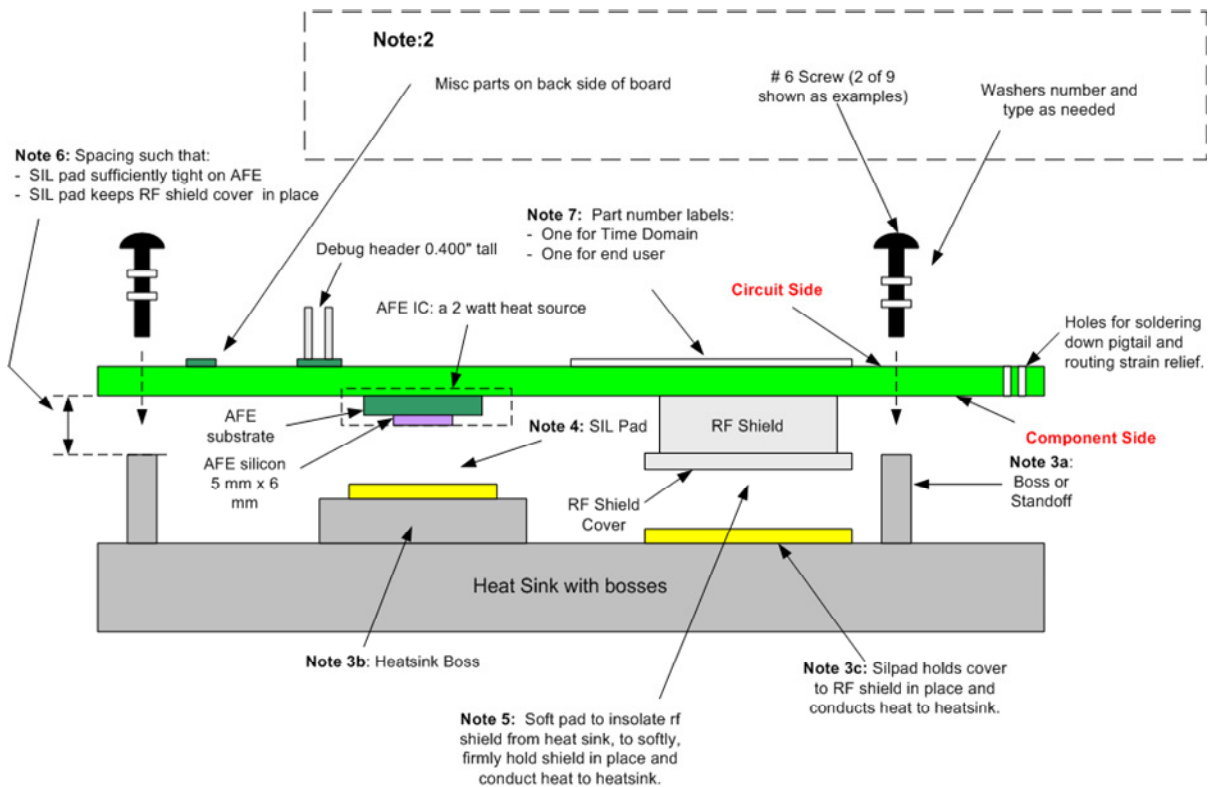 Note:2
Misc parts on back side of board
# 6 Screw (2 of 9
shown as examples)
Washers number and
type as needed
Note 6: Spacing such that:
- SIL pad sufficiently tight on AFE
- SIL pad keeps RF shield cover in place
Note 7: Part number labels:
- One for Time Domain
- One for end user
Debug header 0.400" tall
AFE IC: a 2 watt heat source
Circuit Side
Holes for soldering
down pigtail and
routing strain relief.
AFE
substrate
AFE silicon
5 mm x 6
mm
Note 4: SIL Pad
RF Shield
Component Side
Note 3a:
Boss or
Standoff
RF Shield
Cover
Heat Sink with bosses
Note 3b: Heatsink Boss
Note 3c: Silpad holds cover
to RF shield in place and
conducts heat to heatsink.
Note 5: Soft pad to insolate rf
shield from heat sink, to softly,
firmly hold shield in place and
conduct heat to heatsink.